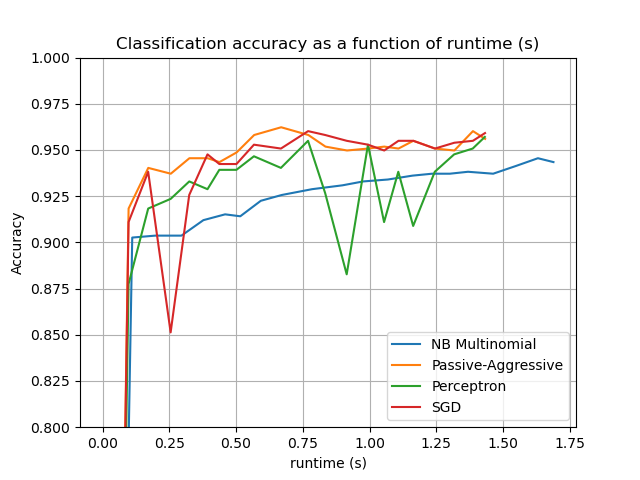 Classification accuracy as a function of runtime (s)
1.000
0.975
0.950
0.925
0.900
0.875
0.850
0.825
0.800
Accuracy
NB Multinomial
Passive-Aggressive
Perceptron
SGD
0.00 0.25 0.50 0.75 1.00 1.25 1.50 1.75
runtime (s)